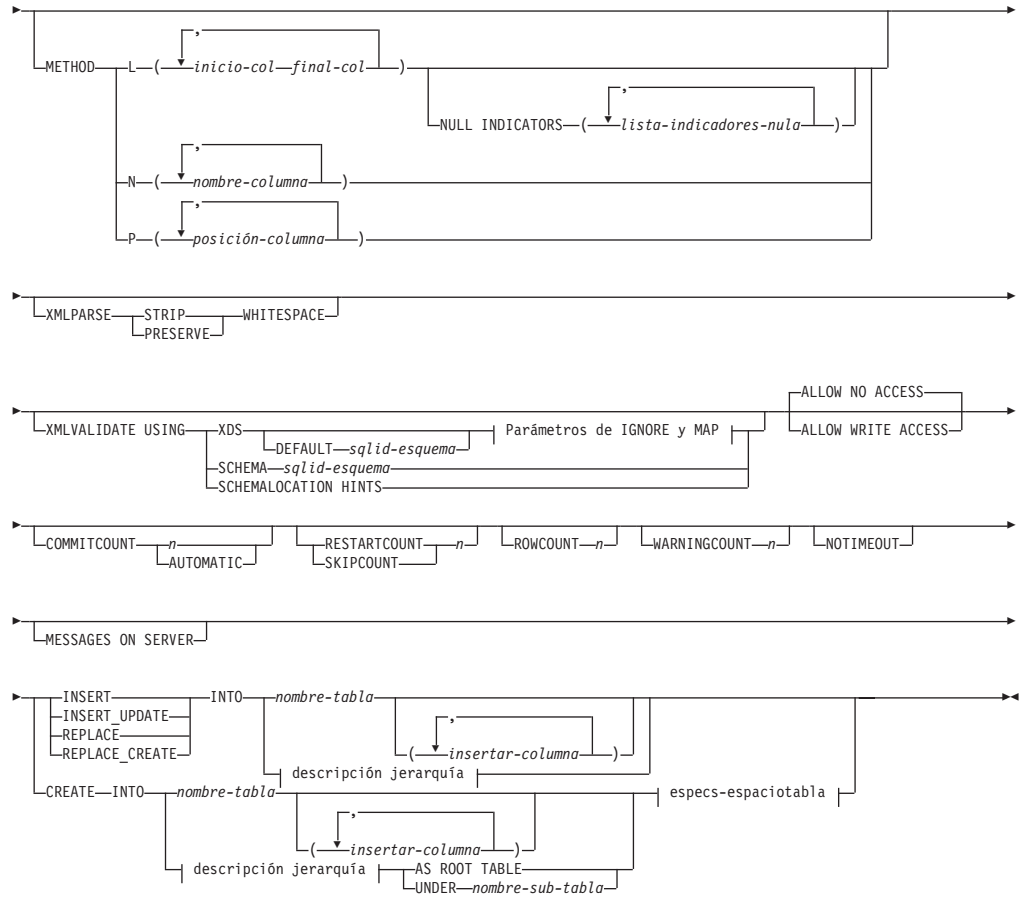 ,
METHOD L ( inicio-col final-col )
,
NULL INDICATORS ( lista-indicadores-nula )
,
N ( nombre-columna )
,
P ( posición-columna )
XMLPARSE STRIP WHITESPACE
PRESERVE
ALLOW NO ACCESS
XMLVALIDATE USING XDS Parámetros de IGNORE y MAP ALLOW WRITE ACCESS
DEFAULT sqlid-esquema
SCHEMA sqlid-esquema
SCHEMALOCATION HINTS
COMMITCOUNT n RESTARTCOUNT n ROWCOUNT n WARNINGCOUNT n NOTIMEOUT
AUTOMATIC SKIPCOUNT
MESSAGES ON SERVER
INSERT INTO nombre-tabla
INSERT_UPDATE ,
REPLACE
REPLACE_CREATE ( insertar-columna )
descripción jerarquía
CREATE INTO nombre-tabla especs-espaciotabla
,
( insertar-columna )
descripción jerarquía AS ROOT TABLE
UNDER nombre-sub-tabla